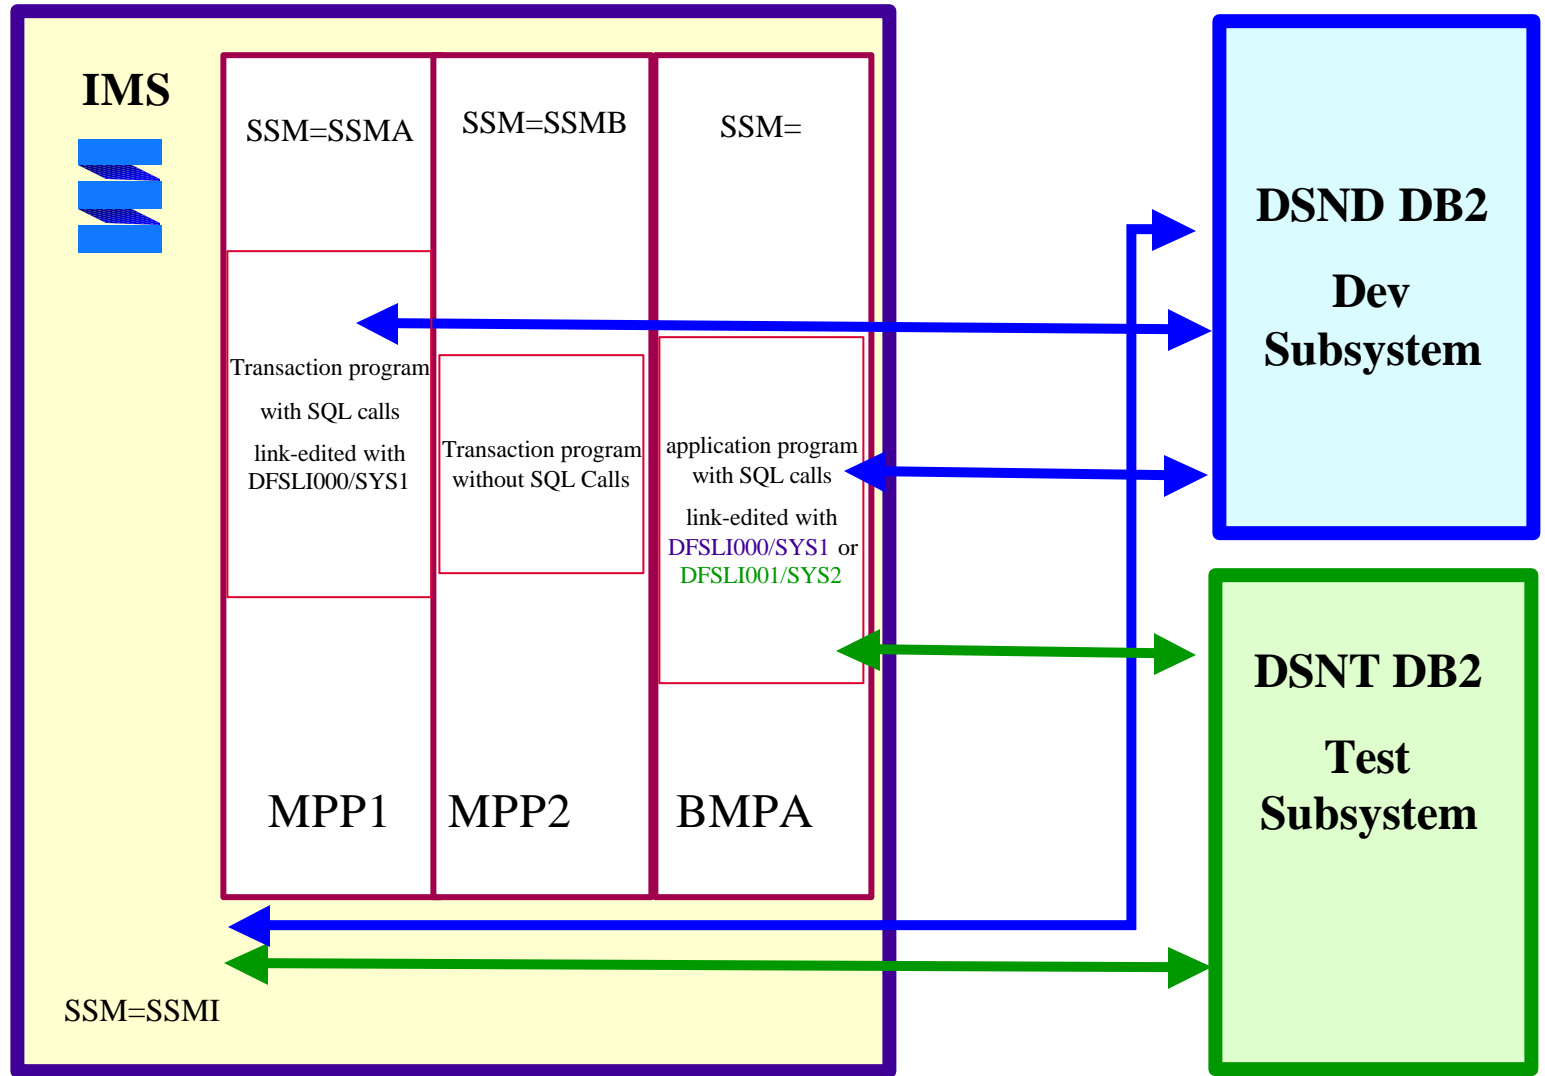 IMS
SSM=SSMA
SSM=SSMB
SSM=
Transaction program
with SQL calls
link-edited with
DFSLI000/SYS1
Transaction program
without SQL Calls
application program
with SQL calls
link-edited with
DFSLI000/SYS1 or
DFSLI001/SYS2
MPP1
MPP2
BMPA
SSM=SSMI
DSND DB2
Dev
Subsystem
DSNT DB2
Test
Subsystem